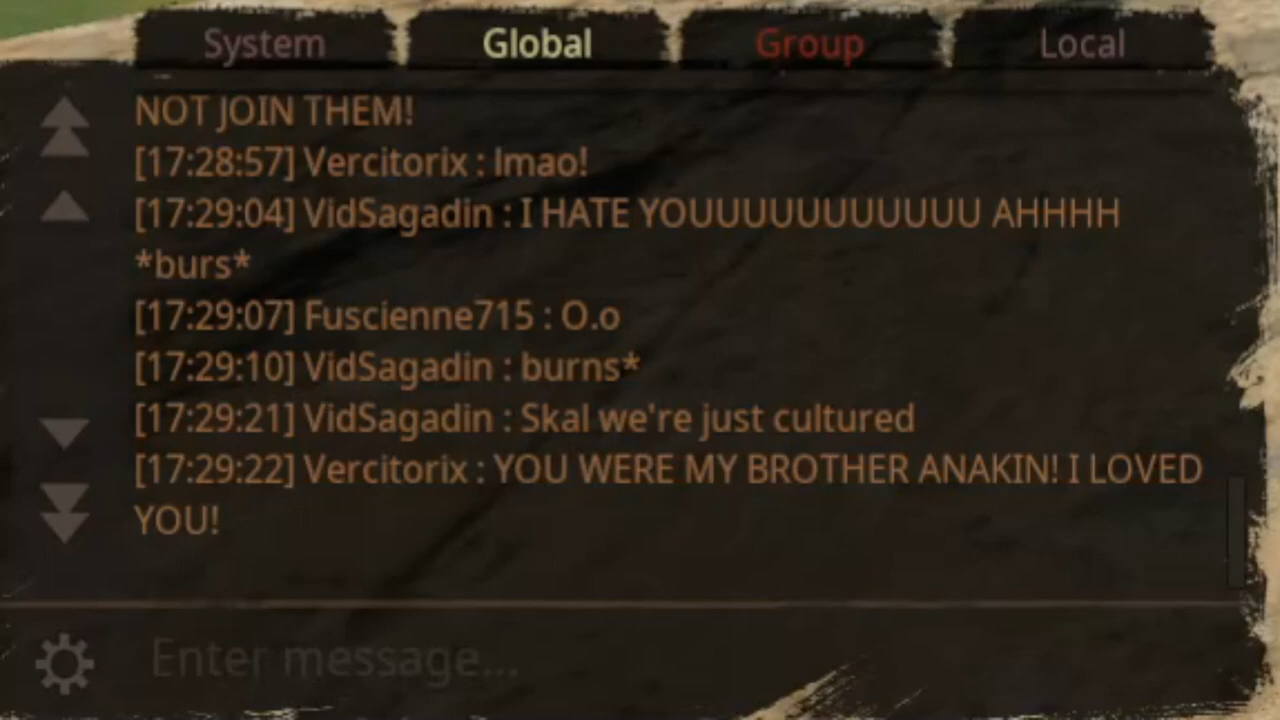 System Global Group Local
NOT JOIN THEM!
[17:28:57] Vercitorix : lmao!
[17:29:04] VidSagadin : I HATE YOUUUUUUUUUUU AHHHH
*burs*
[17:29:07] Fuscienne715 : O.o
[17:29:10] VidSagadin : burns*
[17:29:21] VidSagadin : Skal we're just cultured
[17:29:22] Vercitorix : YOU WERE MY BROTHER ANAKIN! I LOVED
YOU!
Enter message...